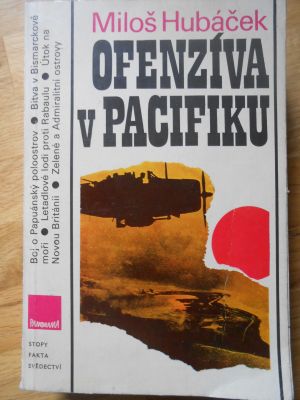 Miloš Hubáček
OFENZÍVA
V PACIFIKU
Boj o Papuánský poloostrov ● Bitva v Bismarckově
moři ● Letadlové lodi proti Rabaulu ● Útok na
Novou Británii ● Zelené a Admiralitní ostrovy
PANORAMA
STOPY
FAKTA
SVĚDECTVÍ